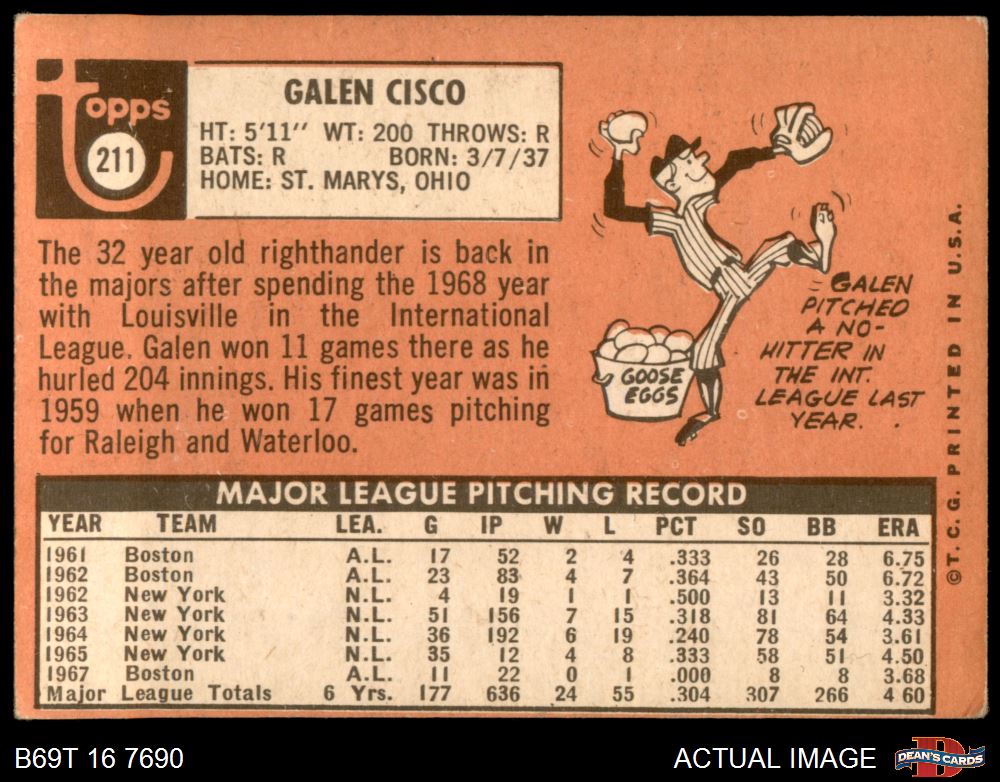 topps
211
GALEN CISCO
HT: 5'11" WT: 200 THROWS: R
BATS: R BORN: 3/7/37
HOME: ST. MARYS, OHIO
The 32 year old righthander is back in
the majors after spending the 1968 year
with Louisville in the International
League. Galen won 11 games there as he
hurled 204 innings. His finest year was in
1959 when he won 17 games pitching
for Raleigh and Waterloo.
GOOSE
EGGS
GALEN
PITCHED
A NO-
HITTER IN
THE INT.
LEAGUE LAST
YEAR.
MAJOR LEAGUE PITCHING RECORD
YEAR TEAM LEA. G IP W L PCT SO BB ERA
1961 Boston A.L. 17 52 2 4 .333 26 28 6.75
1962 Boston A.L. 23 83 4 7 .364 43 50 6.72
1962 New York N.L. 4 19 1 1 .500 13 11 3.32
1963 New York N.L. 51 156 7 15 .318 81 64 4.33
1964 New York N.L. 36 192 6 19 .240 78 54 3.61
1965 New York N.L. 35 12 4 8 .333 58 51 4.50
1967 Boston A.L. 11 22 0 1 .000 8 8 3.68
Major League Totals 6 Yrs. 177 636 24 55 .304 307 266 4 60
©T.C.G. PRINTED IN U.S.A.
B69T 16 7690
ACTUAL IMAGE
D
DEAN'S CARDS